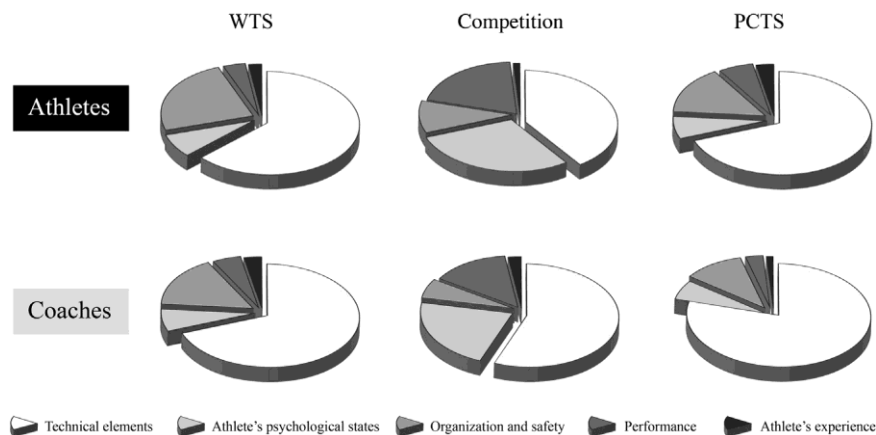 WTS Competition PCTS
Athletes
Coaches
Technical elements Athlete's psychological states Organization and safety Performance Athlete's experience